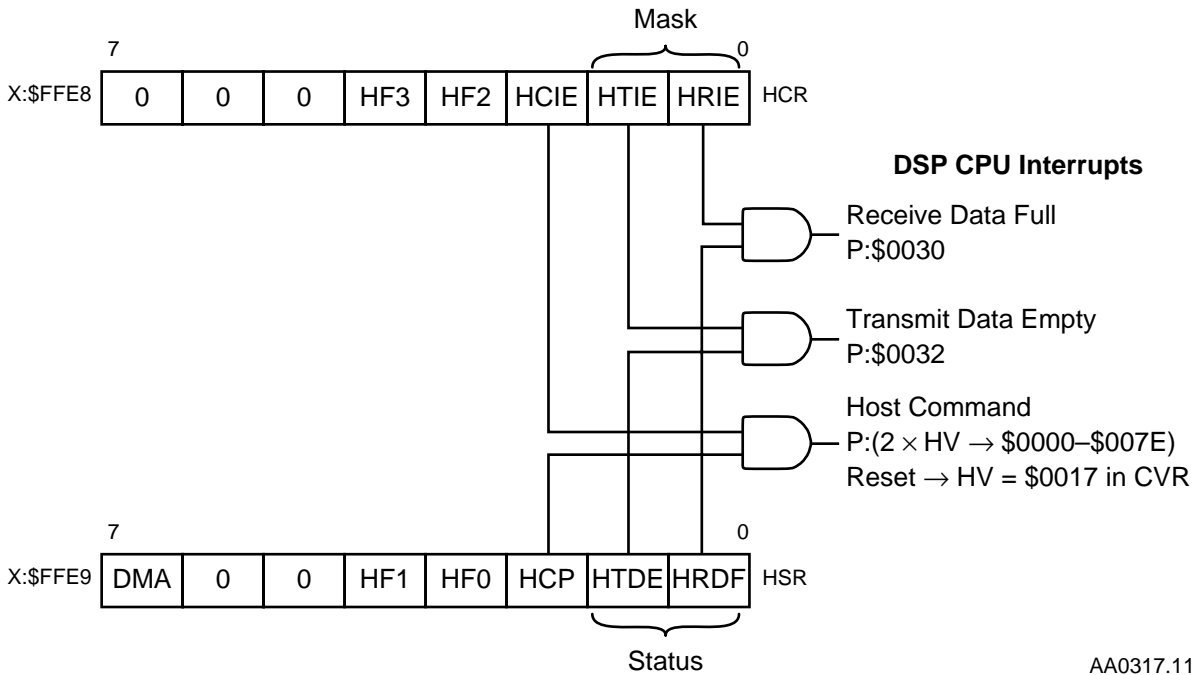 Mask
7 0
X:$FFE8 0 0 0 HF3 HF2 HCIE HTIE HRIE HCR
DSP CPU Interrupts
Receive Data Full
P:$0030
Transmit Data Empty
P:$0032
Host Command
P:(2 × HV → $0000–$007E)
Reset → HV = $0017 in CVR
7 0
X:$FFE9 DMA 0 0 HF1 HF0 HCP HTDE HRDF HSR
Status
AA0317.11